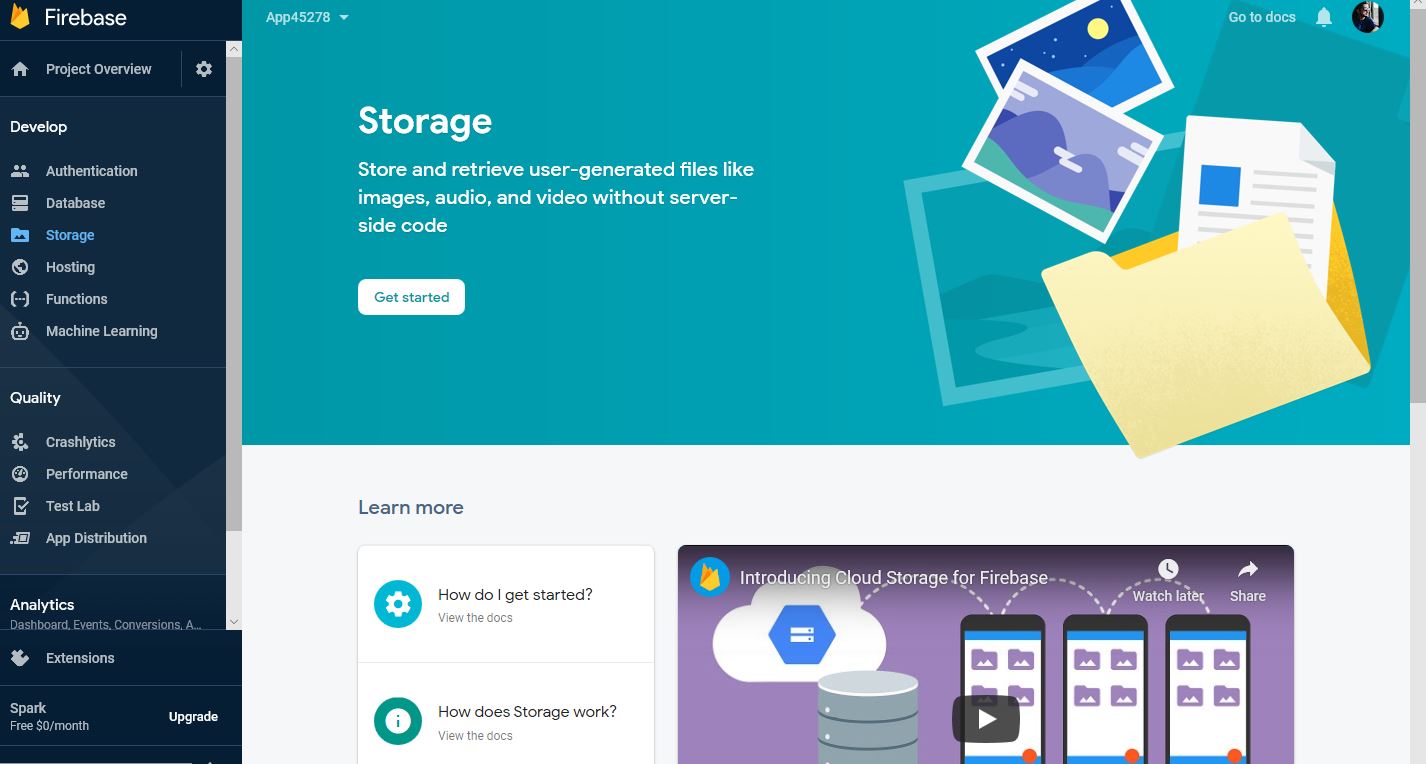 Firebase
Project Overview
Develop
Authentication
Database
Storage
Hosting
Functions
Machine Learning
Quality
Crashlytics
Performance
Test Lab
App Distribution
Analytics
Dashboard, Events, Conversions, A...
Extensions
Spark
Free $0/month
Upgrade
App45278
Go to docs
Storage
Store and retrieve user-generated files like
images, audio, and video without server-
side code
Get started
Learn more
How do I get started?
View the docs
How does Storage work?
View the docs
Introducing Cloud Storage for Firebase
Watch later
Share